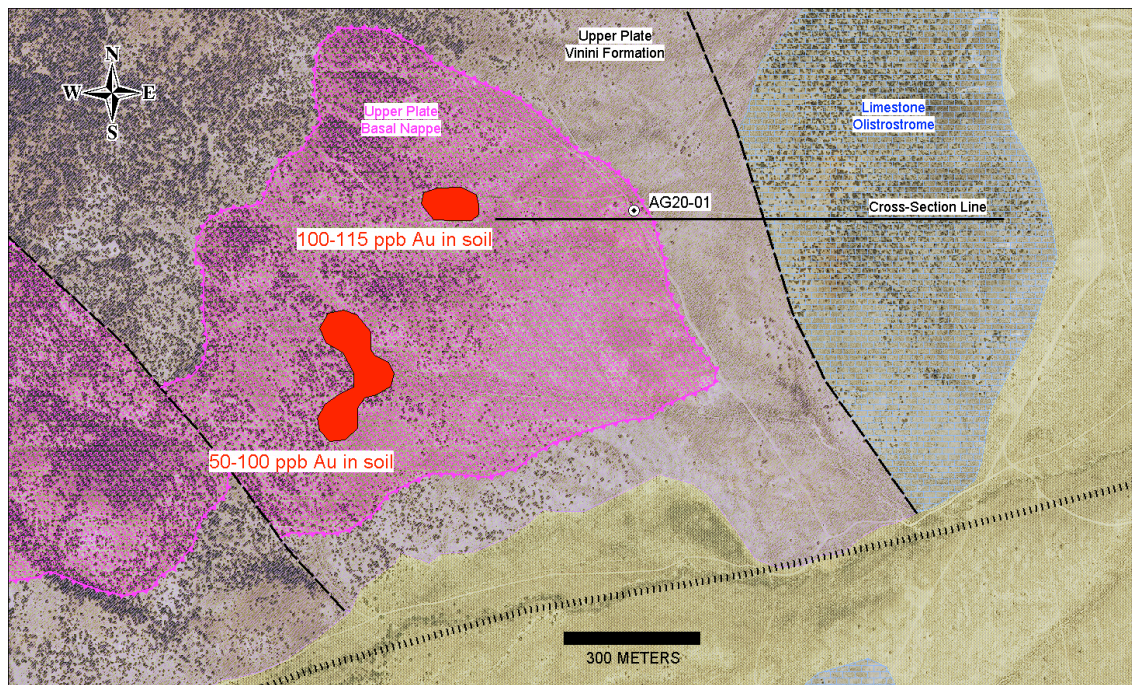 Upper Plate
Vinini Formation
N
W E
S
Upper Plate
Basal Nappe
Limestone
Olistrostrome
AG20-01
Cross-Section Line
100-115 ppb Au in soil
50-100 ppb Au in soil
300 METERS